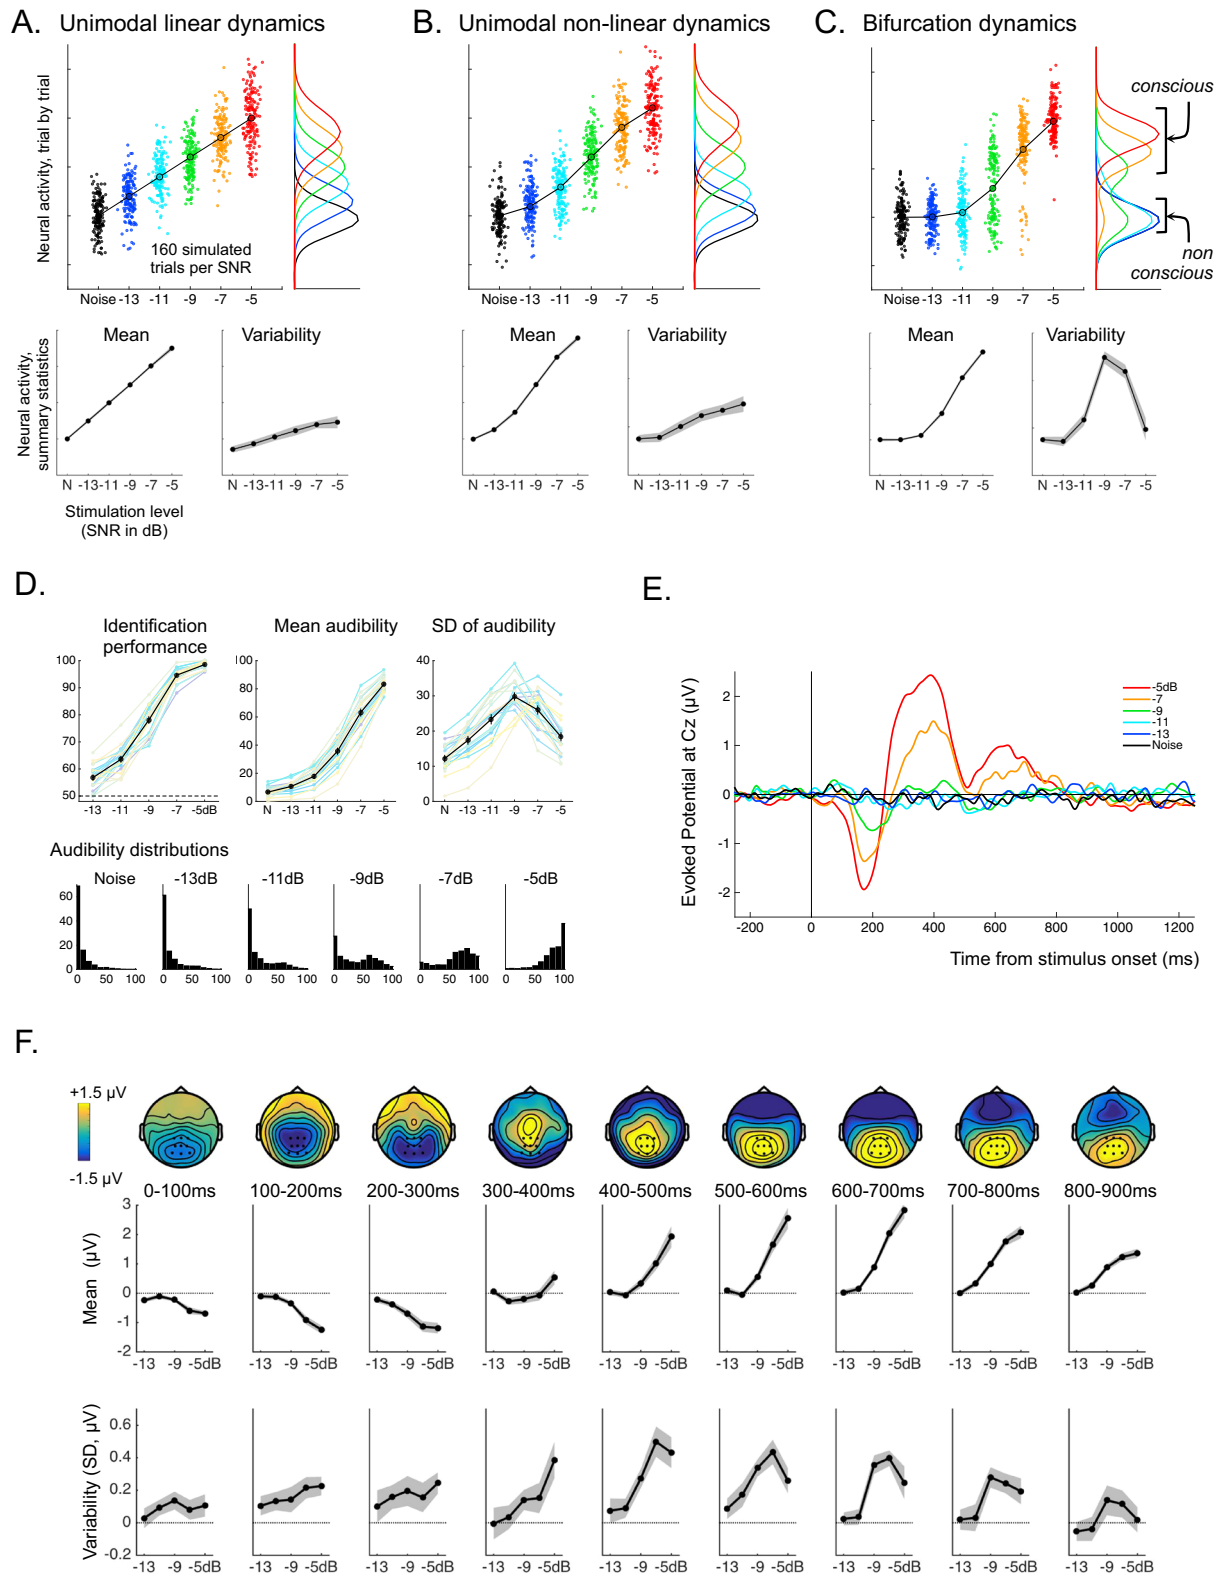 A. Unimodal linear dynamics
B. Unimodal non-linear dynamics
C. Bifurcation dynamics
Neural activity, trial by trial
160 simulated
trials per SNR
Noise -13 -11 -9 -7 -5
Noise -13 -11 -9 -7 -5
Noise -13 -11 -9 -7 -5
conscious
non
conscious
Neural activity,
summary statistics
Mean
Variability
Mean
Variability
Mean
Variability
N -13-11 -9 -7 -5
N -13-11 -9 -7 -5
N -13-11 -9 -7 -5
N -13-11 -9 -7 -5
N -13-11 -9 -7 -5
N -13-11 -9 -7 -5
Stimulation level
(SNR in dB)
D.
Identification
performance
100
90
80
70
60
50
-13 -11 -9 -7 5dB
Mean audibility
100
80
60
40
20
0
N -13 -11 -9 -7 -5
SD of audibility
40
30
20
10
0
N -13 -11 -9 -7 -5
Audibility distributions
Noise
-13dB
-11dB
-9dB
-7dB
-5dB
60
40
20
0
0 50 100
0 50 100
0 50 100
0 50 100
0 50 100
0 50 100
E.
Evoked Potential at Cz (µV)
2
1
0
-1
-2
-5dB
-7
-9
-11
-13
Noise
-200 0 200 400 600 800 1000 1200
Time from stimulus onset (ms)
F.
+1.5 µV
-1.5 µV
0-100ms
100-200ms
200-300ms
300-400ms
400-500ms
500-600ms
600-700ms
700-800ms
800-900ms
Mean (µV)
3
2
1
0
-1
-2
-13 -9 -5dB
-13 -9 -5dB
-13 -9 -5dB
-13 -9 -5dB
-13 -9 -5dB
-13 -9 -5dB
-13 -9 -5dB
-13 -9 -5dB
-13 -9 -5dB
Variability (SD, µV)
0.6
0.4
0.2
0
-0.2
-13 -9 -5dB
-13 -9 -5dB
-13 -9 -5dB
-13 -9 -5dB
-13 -9 -5dB
-13 -9 -5dB
-13 -9 -5dB
-13 -9 -5dB
-13 -9 -5dB